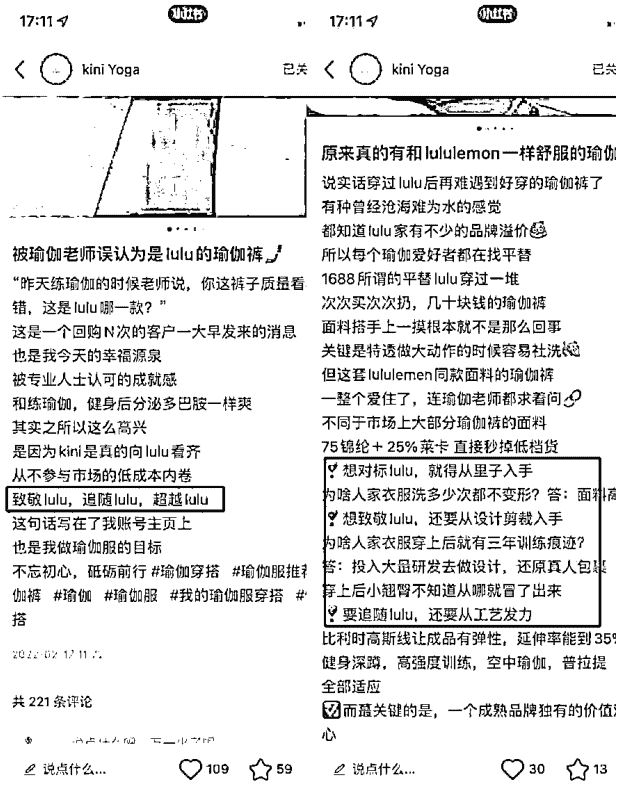 17:11
小红书
kini Yoga
已关
被瑜伽老师误认为是lulu的瑜伽裤
“昨天练瑜伽的时候老师说，你这裤子质量看
错，这是lulu哪一款？”
这是一个回购N次的客户一大早发来的消息
也是我今天的幸福源泉
被专业人士认可的成就感
和练瑜伽，健身后分泌多巴胺一样爽
其实之所以这么高兴
是因为kini是真的向lulu看齐
从不参与市场的低成本内卷
致敬lulu，追随lulu，超越lulu
这句话写在了我账号主页上
也是我做瑜伽服的目标
不忘初心，砥砺前行 #瑜伽穿搭 #瑜伽服推荐
伽裤 #瑜伽 #瑜伽服 #我的瑜伽服穿搭 #
搭
共 221 条评论
说点什么...
109
59
17:11
小红书
kini Yoga
已关
原来真的有和lululemon一样舒服的瑜伽
说实话穿过lulu后再难遇到好穿的瑜伽裤了
有种曾经沧海难为水的感觉
都知道lulu家有不少的品牌溢价
所以每个瑜伽爱好者都在找平替
1688所谓的平替lulu穿过一堆
次次买次次扔，几十块钱的瑜伽裤
面料搭手上一摸根本就不是那么回事
关键是特透做大动作的时候容易社洗
但这套lululemen同款面料的瑜伽裤
一整个爱住了，连瑜伽老师都求着问
不同于市场上大部分瑜伽裤的面料
75锦纶＋25%莱卡 直接秒掉低档货
想对标lulu，就得从里子入手
为啥人家衣服洗多少次都不变形？答：面料高
想致敬lulu，还要从设计剪裁入手
为啥人家衣服穿上后就有三年训练痕迹？
答：投入大量研发去做设计，还原真人包裹
穿上后小翘臀不知道从哪就冒了出来
要追随lulu，还要从工艺发力
比利时高斯线让成品有弹性，延伸率能到35%
健身深蹲，高强度训练，空中瑜伽，普拉提
全部适应
而最关键的是，一个成熟品牌独有的价值
心
说点什么...
30
13